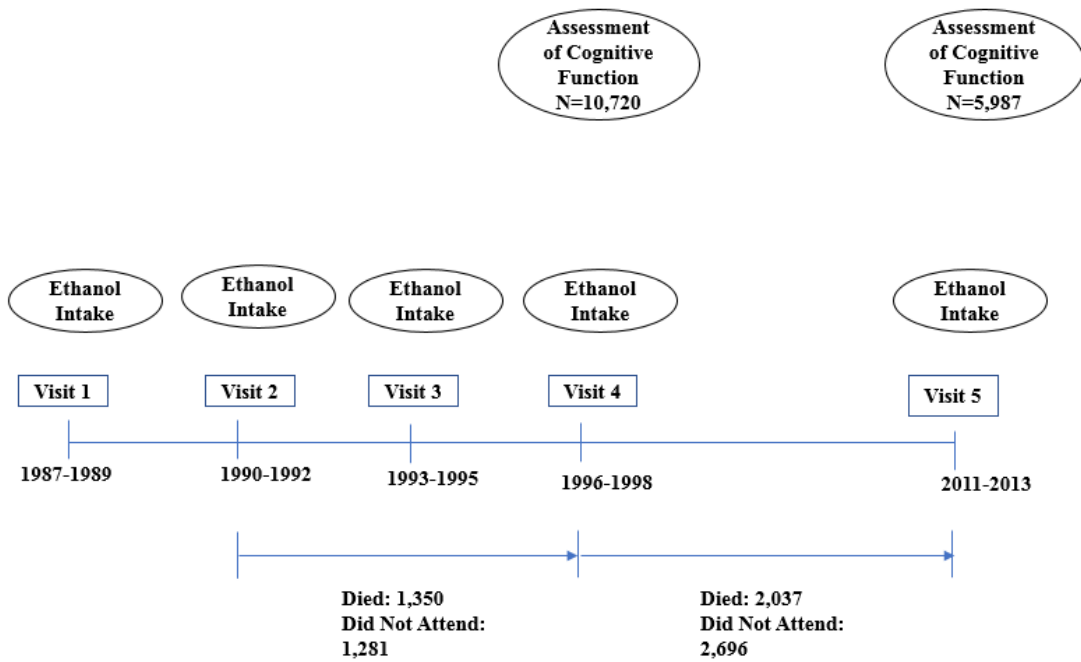 Assessment
of Cognitive
Function
N=10,720
Assessment
of Cognitive
Function
N=5,987
Ethanol
Intake
Ethanol
Intake
Ethanol
Intake
Ethanol
Intake
Ethanol
Intake
Visit 1
Visit 2
Visit 3
Visit 4
Visit 5
1987-1989
1990-1992
1993-1995
1996-1998
2011-2013
Died: 1,350
Did Not Attend:
1,281
Died: 2,037
Did Not Attend:
2,696